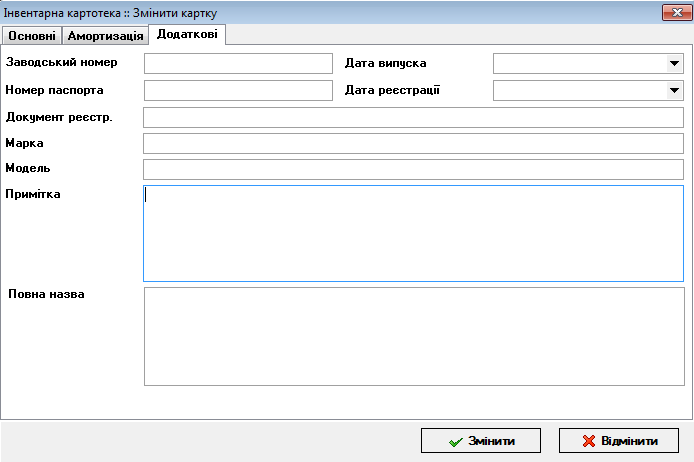 Інвентарна картотека :: Змінити картку
Основні Амортизація Додаткові
Заводський номер Дата випуска
Номер паспорта Дата реєстрації
Документ реєстр.
Марка
Модель
Примітка
Повна назва
Змінити Відмінити